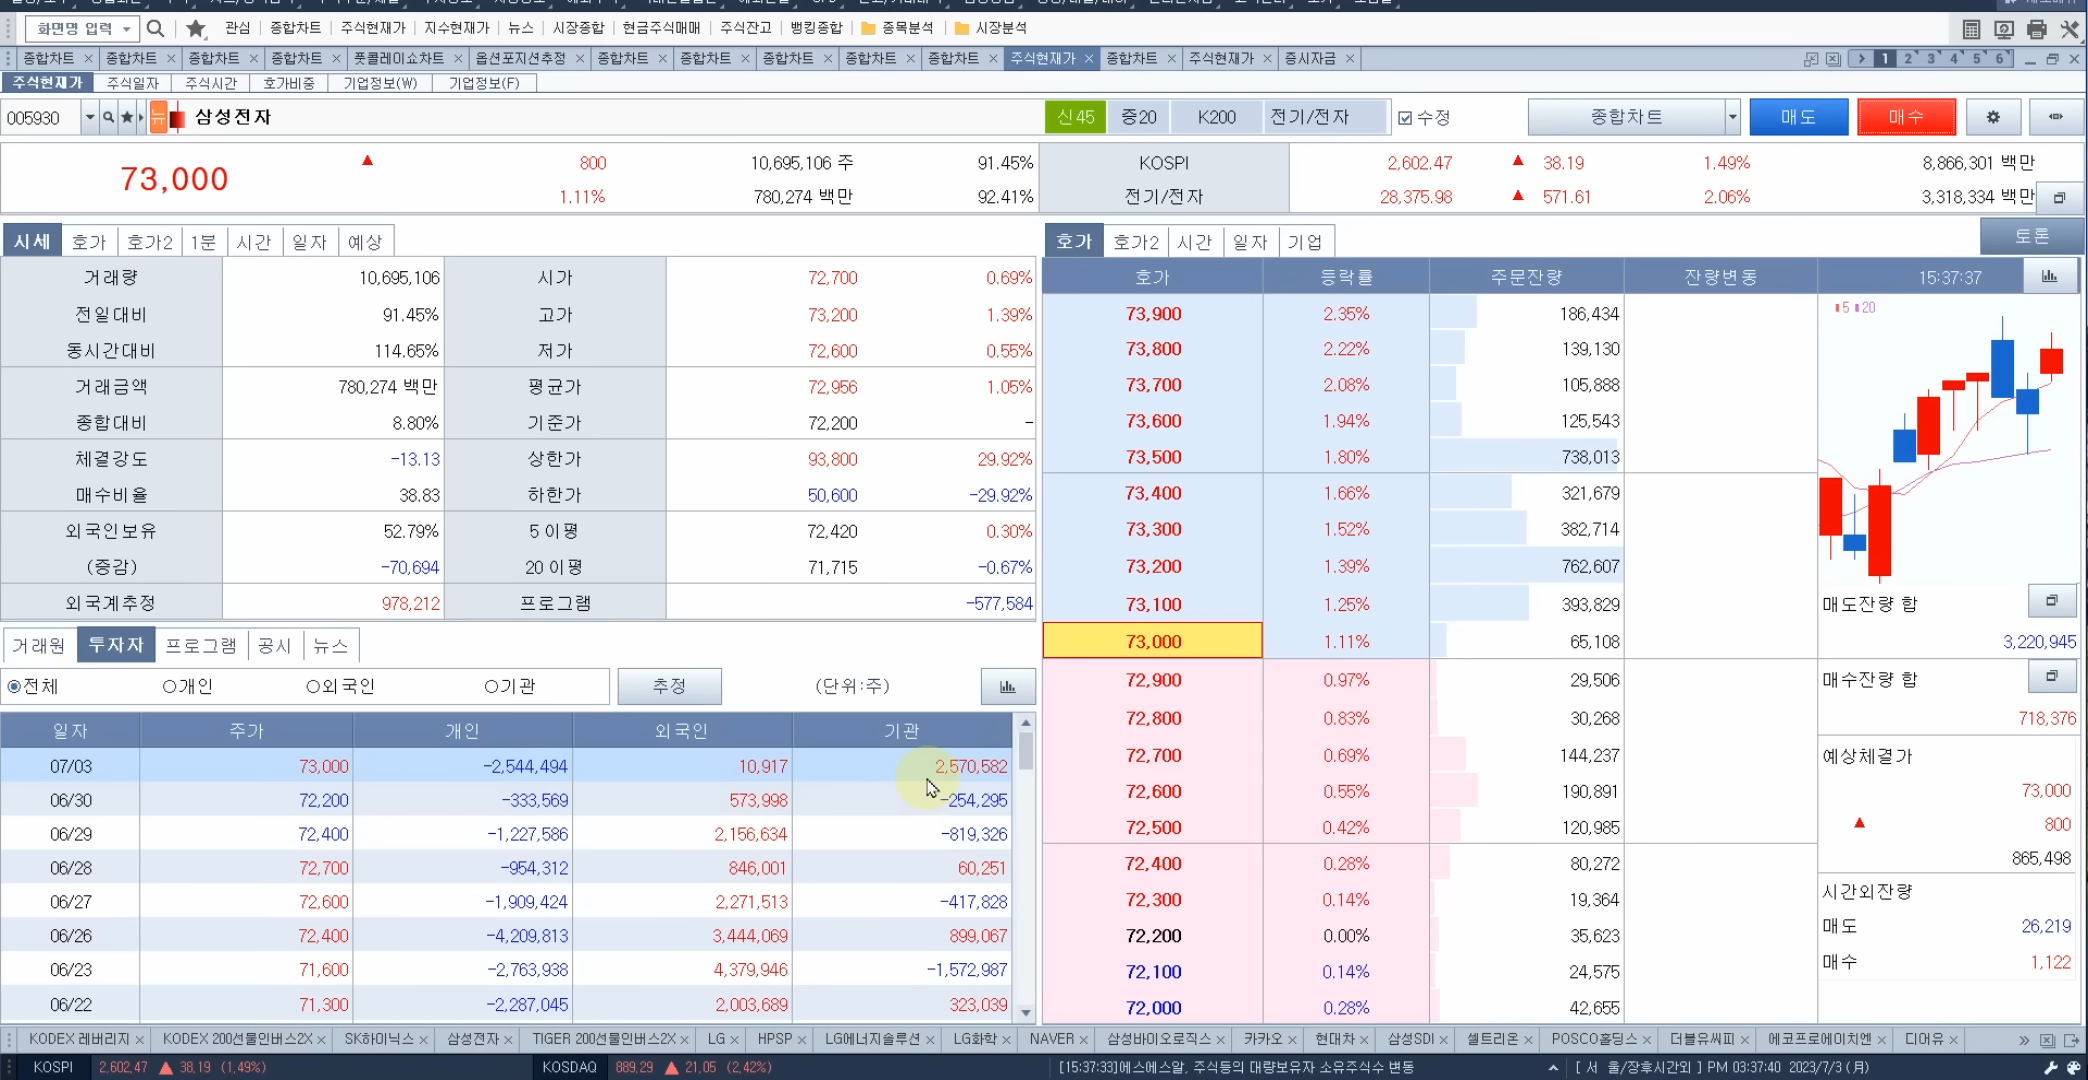 화면명 입력 관심 종합차트 주식현재가 지수현재가 뉴스 시장종합 현금주식매매 주식잔고 뱅킹종합 종목분석 시장분석
종합차트 × 종합차트 × 종합차트 × 종합차트 × 풋콜레이쇼차트 × 옵션포지션추정 × 종합차트 × 종합차트 × 종합차트 × 종합차트 × 종합차트 × 주식현재가 × 종합차트 × 주식현재가 × 증시자금 × 1 2 3 4 5 6
주식현재가 주식일자 주식시간 호가비중 기업정보(W) 기업정보(F)
005930 뉴 삼성전자 신45 증20 K200 전기/전자 수정 종합차트 매도 매수
73,000 ▲ 800 10,695,106 주 91.45% KOSPI 2,602.47 ▲ 38.19 1.49% 8,866,301 백만
1.11% 780,274 백만 92.41% 전기/전자 28,375.98 ▲ 571.61 2.06% 3,318,334 백만
토론
시세 호가 호가2 1분 시간 일자 예상
거래량 10,695,106 시가 72,700 0.69%
전일대비 91.45% 고가 73,200 1.39%
동시간대비 114.65% 저가 72,600 0.55%
거래금액 780,274 백만 평균가 72,956 1.05%
종합대비 8.80% 기준가 72,200 -
체결강도 -13.13 상한가 93,800 29.92%
매수비율 38.83 하한가 50,600 -29.92%
외국인보유 52.79% 5 이평 72,420 0.30%
(증감) -70,694 20 이평 71,715 -0.67%
외국계추정 978,212 프로그램 -577,584
거래원 투자자 프로그램 공시 뉴스
전체 개인 외국인 기관 추정 (단위:주)
일자 주가 개인 외국인 기관
07/03 73,000 -2,544,494 10,917 2,570,582
06/30 72,200 -333,569 573,998 -254,295
06/29 72,400 -1,227,586 2,156,634 -819,326
06/28 72,700 -954,312 846,001 60,251
06/27 72,600 -1,909,424 2,271,513 -417,828
06/26 72,400 -4,209,813 3,444,069 899,067
06/23 71,600 -2,763,938 4,379,946 -1,572,987
06/22 71,300 -2,287,045 2,003,689 323,039
호가 호가2 시간 일자 기업
호가 등락률 주문잔량 잔량변동 15:37:37
73,900 2.35% 186,434
73,800 2.22% 139,130
73,700 2.08% 105,888
73,600 1.94% 125,543
73,500 1.80% 738,013
73,400 1.66% 321,679
73,300 1.52% 382,714
73,200 1.39% 762,607
73,100 1.25% 393,829
73,000 1.11% 65,108
72,900 0.97% 29,506
72,800 0.83% 30,268
72,700 0.69% 144,237
72,600 0.55% 190,891
72,500 0.42% 120,985
72,400 0.28% 80,272
72,300 0.14% 19,364
72,200 0.00% 35,623
72,100 0.14% 24,575
72,000 0.28% 42,655
5 20
매도잔량 합
3,220,945
매수잔량 합
718,376
예상체결가
73,000
▲ 800
865,498
시간외잔량
매도 26,219
매수 1,122
KODEX 레버리지 × KODEX 200선물인버스2X × SK하이닉스 × 삼성전자 × TIGER 200선물인버스2X × LG × HPSP × LG에너지솔루션 × LG화학 × NAVER × 삼성바이오로직스 × 카카오 × 현대차 × 삼성SDI × 셀트리온 × POSCO홀딩스 × 더블유씨피 × 에코프로에이치엔 × 디어유 ×
KOSPI 2,602.47 ▲ 38.19 (1.49%) KOSDAQ 889.29 ▲ 21.05 (2.42%) [15:37:33]에스에스알, 주식등의 대량보유자 소유주식수 변동 [ 서 울/장후시간외 ] PM 03:37:40 2023/7/3 (월)